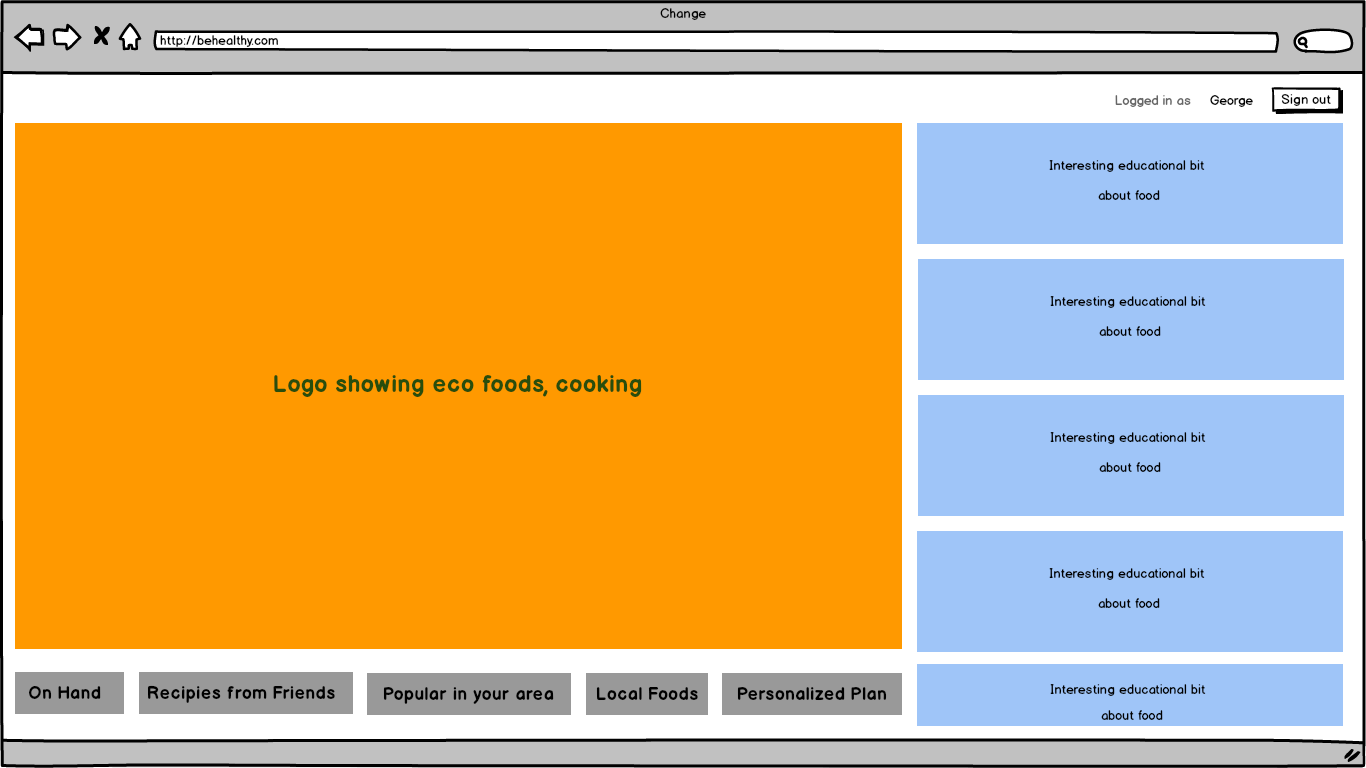 Change
http://behealthy.com
Logged in as George Sign out
Logo showing eco foods, cooking
Interesting educational bit
about food
Interesting educational bit
about food
Interesting educational bit
about food
Interesting educational bit
about food
Interesting educational bit
about food
On Hand
Recipies from Friends
Popular in your area
Local Foods
Personalized Plan